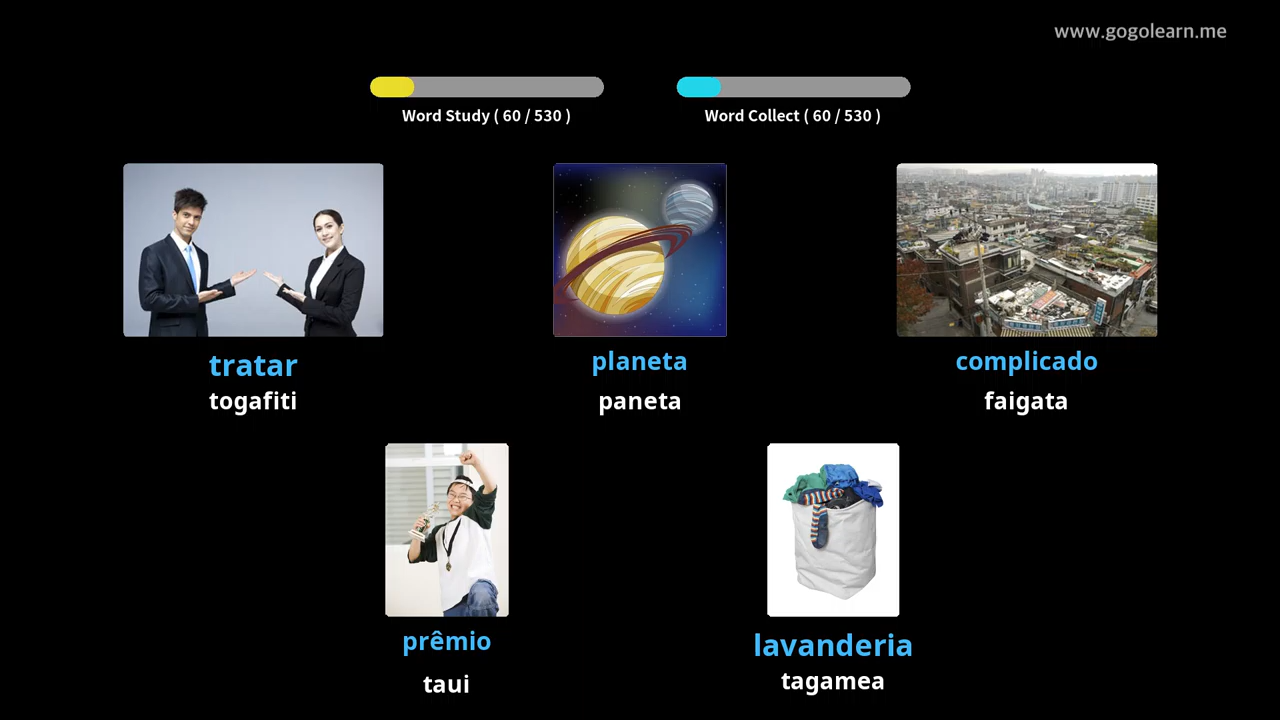 www.gogolearn.me
Word Study ( 60 / 530 )
Word Collect ( 60 / 530 )
tratar
togafiti
planeta
paneta
complicado
faigata
prêmio
taui
lavanderia
tagamea